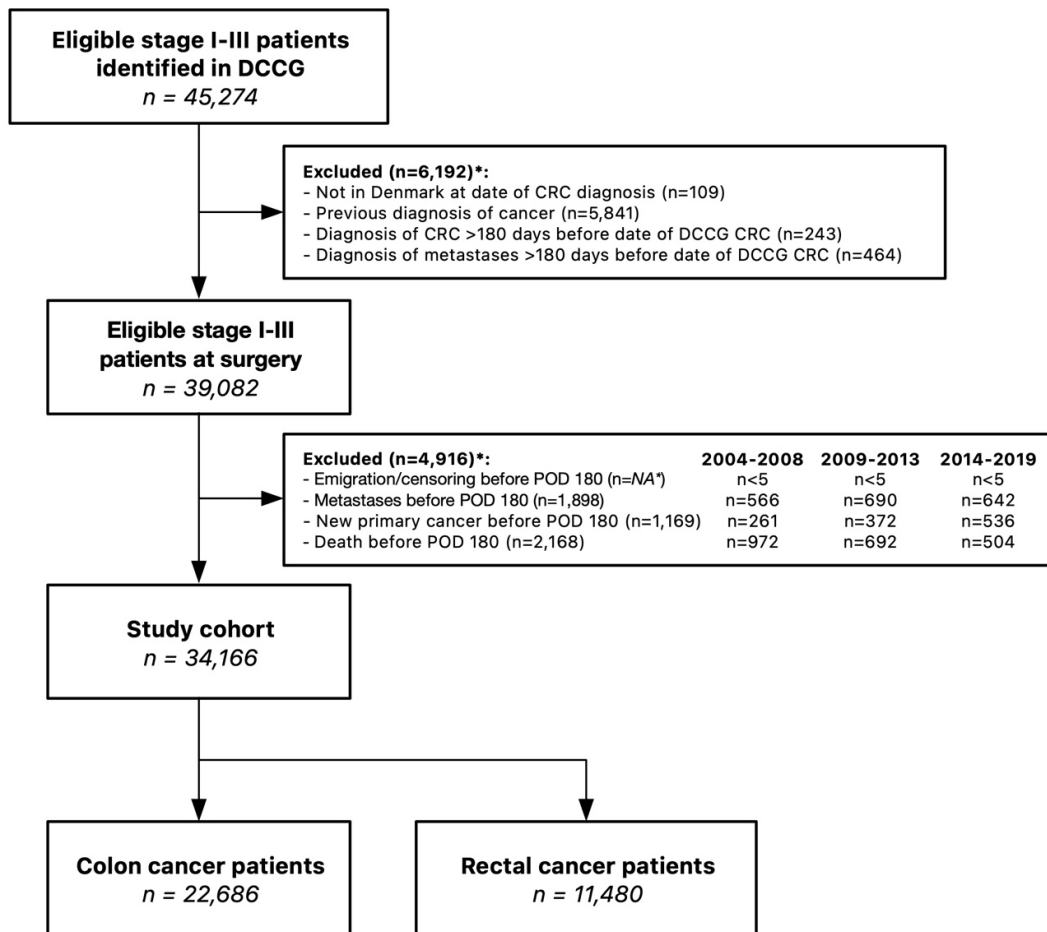 Eligible stage I-III patients
identified in DCCG
n = 45,274
Excluded (n=6,192)*:
- Not in Denmark at date of CRC diagnosis (n=109)
- Previous diagnosis of cancer (n=5,841)
- Diagnosis of CRC >180 days before date of DCCG CRC (n=243)
- Diagnosis of metastases >180 days before date of DCCG CRC (n=464)
Eligible stage I-III
patients at surgery
n = 39,082
Excluded (n=4,916)*: 2004-2008 2009-2013 2014-2019
- Emigration/censoring before POD 180 (n=NA*) n<5 n<5 n<5
- Metastases before POD 180 (n=1,898) n=566 n=690 n=642
- New primary cancer before POD 180 (n=1,169) n=261 n=372 n=536
- Death before POD 180 (n=2,168) n=972 n=692 n=504
Study cohort
n = 34,166
Colon cancer patients
n = 22,686
Rectal cancer patients
n = 11,480